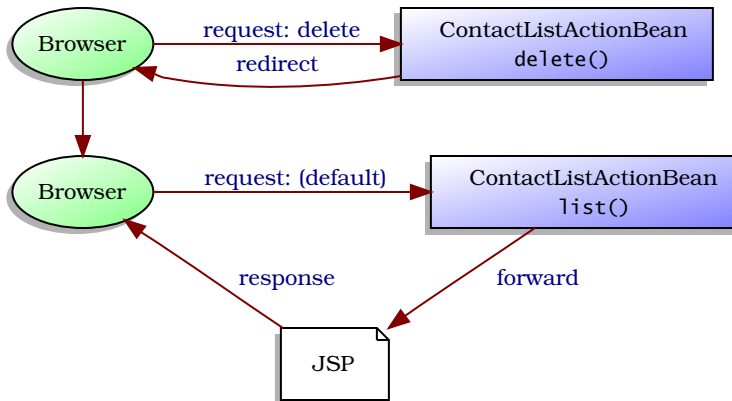 Browser
request: delete
ContactListActionBean
delete()
redirect
Browser
request: (default)
ContactListActionBean
list()
response
forward
JSP